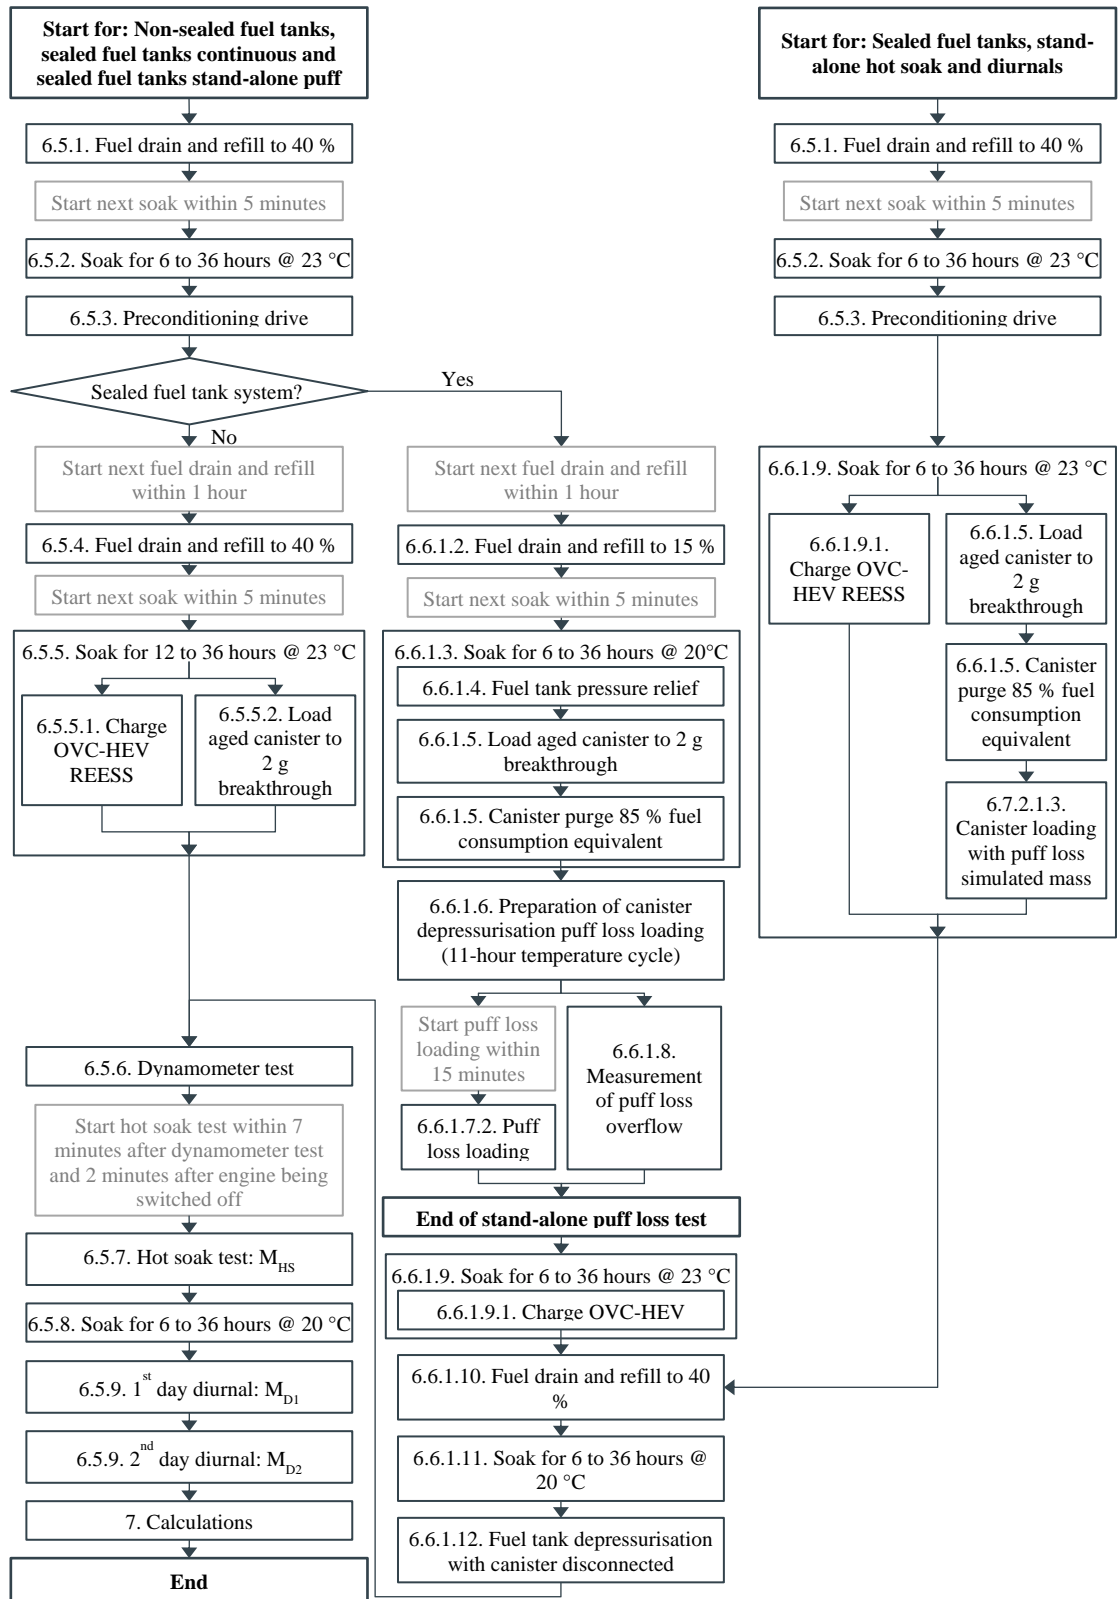 Start for: Non-sealed fuel tanks,
sealed fuel tanks continuous and
sealed fuel tanks stand-alone puff
6.5.1. Fuel drain and refill to 40 %
Start next soak within 5 minutes
6.5.2. Soak for 6 to 36 hours @ 23 °C
6.5.3. Preconditioning drive
Sealed fuel tank system?
Yes
No
Start next fuel drain and refill
within 1 hour
6.5.4. Fuel drain and refill to 40 %
Start next soak within 5 minutes
6.5.5. Soak for 12 to 36 hours @ 23 °C
6.5.5.1. Charge
OVC-HEV
REESS
6.5.5.2. Load
aged canister to
2 g
breakthrough
6.5.6. Dynamometer test
Start hot soak test within 7
minutes after dynamometer test
and 2 minutes after engine being
switched off
6.5.7. Hot soak test: M HS
6.5.8. Soak for 6 to 36 hours @ 20 °C
6.5.9. 1st day diurnal: M D1
6.5.9. 2nd day diurnal: M D2
7. Calculations
End
Start next fuel drain and refill
within 1 hour
6.6.1.2. Fuel drain and refill to 15 %
Start next soak within 5 minutes
6.6.1.3. Soak for 6 to 36 hours @ 20°C
6.6.1.4. Fuel tank pressure relief
6.6.1.5. Load aged canister to 2 g
breakthrough
6.6.1.5. Canister purge 85 % fuel
consumption equivalent
6.6.1.6. Preparation of canister
depressurisation puff loss loading
(11-hour temperature cycle)
Start puff loss
loading within
15 minutes
6.6.1.7.2. Puff
loss loading
6.6.1.8.
Measurement
of puff loss
overflow
End of stand-alone puff loss test
6.6.1.9. Soak for 6 to 36 hours @ 23 °C
6.6.1.9.1. Charge OVC-HEV
6.6.1.10. Fuel drain and refill to 40
%
6.6.1.11. Soak for 6 to 36 hours @
20 °C
6.6.1.12. Fuel tank depressurisation
with canister disconnected
Start for: Sealed fuel tanks, stand-
alone hot soak and diurnals
6.5.1. Fuel drain and refill to 40 %
Start next soak within 5 minutes
6.5.2. Soak for 6 to 36 hours @ 23 °C
6.5.3. Preconditioning drive
6.6.1.9. Soak for 6 to 36 hours @ 23 °C
6.6.1.9.1.
Charge OVC-
HEV REESS
6.6.1.5. Load
aged canister to
2 g
breakthrough
6.6.1.5. Canister
purge 85 % fuel
consumption
equivalent
6.7.2.1.3.
Canister loading
with puff loss
simulated mass